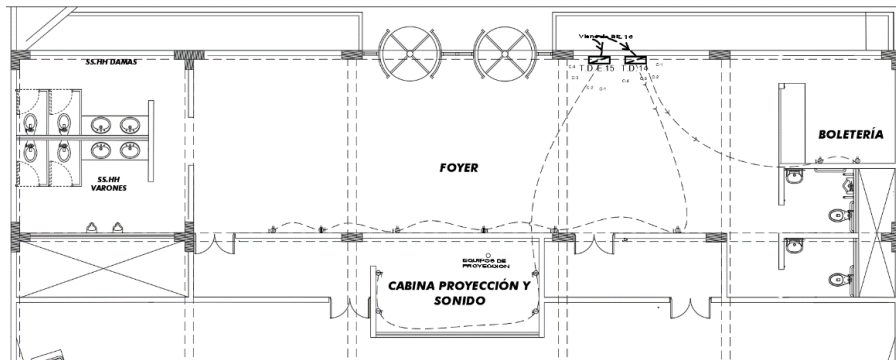 SS.HH DAMAS
T.D.E.15 T.D.14
BOLETERÍA
FOYER
SS.HH
VARONES
EQUIPOS DE
PROYECCION
CABINA PROYECCIÓN Y
SONIDO